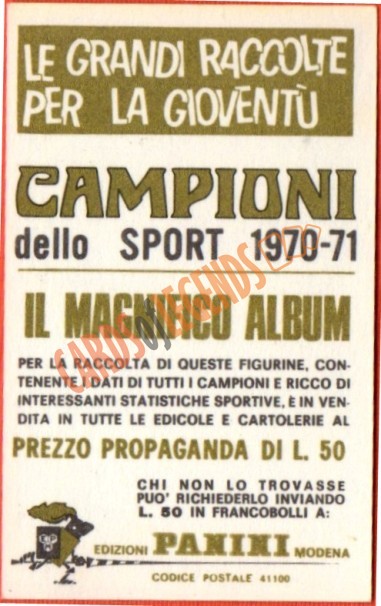 LE GRANDI RACCOLTE
PER LA GIOVENTÙ
CAMPIONI
dello SPORT 1970-71
IL MAGNIFICO ALBUM
PER LA RACCOLTA DI QUESTE FIGURINE, CON-
TENENTE I DATI DI TUTTI I CAMPIONI E RICCO DI
INTERESSANTI STATISTICHE SPORTIVE, È IN VEN-
DITA IN TUTTE LE EDICOLE E CARTOLERIE AL
PREZZO PROPAGANDA DI L. 50
CHI NON LO TROVASSE
PUO' RICHIEDERLO INVIANDO
L. 50 IN FRANCOBOLLI A:
EDIZIONI PANINI MODENA
CODICE POSTALE 41100
CARDS OF LEGENDS